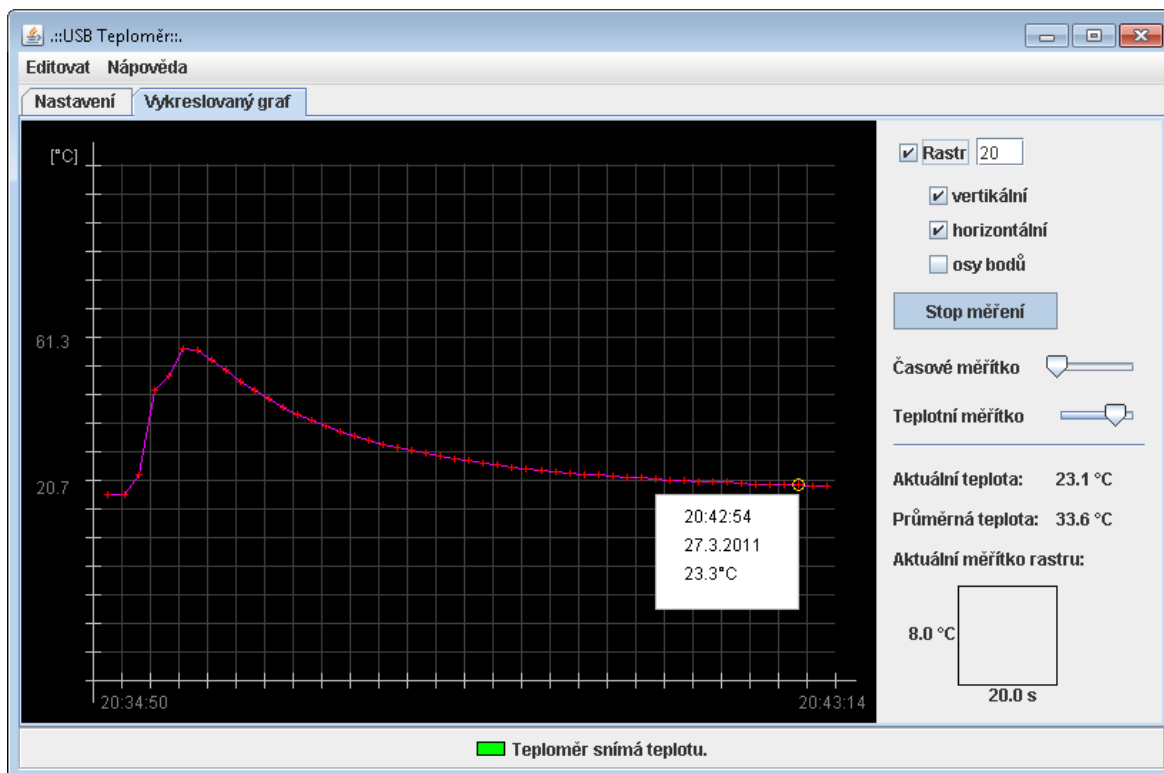 .::USB Teploměr::.
Editovat Nápověda
Nastavení Vykreslovaný graf
[°C]
61.3
20.7
20:34:50
20:43:14
20:42:54
27.3.2011
23.3°C
Rastr 20
vertikální
horizontální
osy bodů
Stop měření
Časové měřítko
Teplotní měřítko
Aktuální teplota: 23.1 °C
Průměrná teplota: 33.6 °C
Aktuální měřítko rastru:
8.0 °C
20.0 s
Teploměr snímá teplotu.